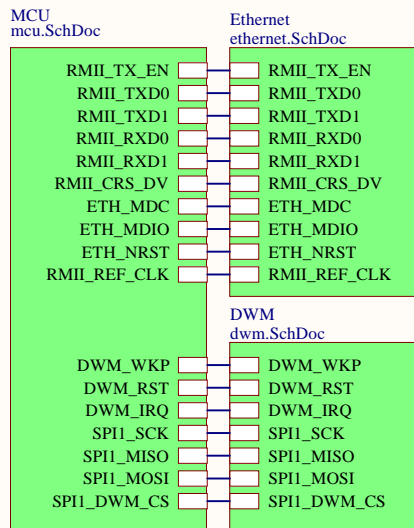 MCU
mcu.SchDoc
RMII_TX_EN
RMII_TXD0
RMII_TXD1
RMII_RXD0
RMII_RXD1
RMII_CRS_DV
ETH_MDC
ETH_MDIO
ETH_NRST
RMII_REF_CLK
DWM_WKP
DWM_RST
DWM_IRQ
SPI1_SCK
SPI1_MISO
SPI1_MOSI
SPI1_DWM_CS
Ethernet
ethernet.SchDoc
RMII_TX_EN
RMII_TXD0
RMII_TXD1
RMII_RXD0
RMII_RXD1
RMII_CRS_DV
ETH_MDC
ETH_MDIO
ETH_NRST
RMII_REF_CLK
DWM
dwm.SchDoc
DWM_WKP
DWM_RST
DWM_IRQ
SPI1_SCK
SPI1_MISO
SPI1_MOSI
SPI1_DWM_CS